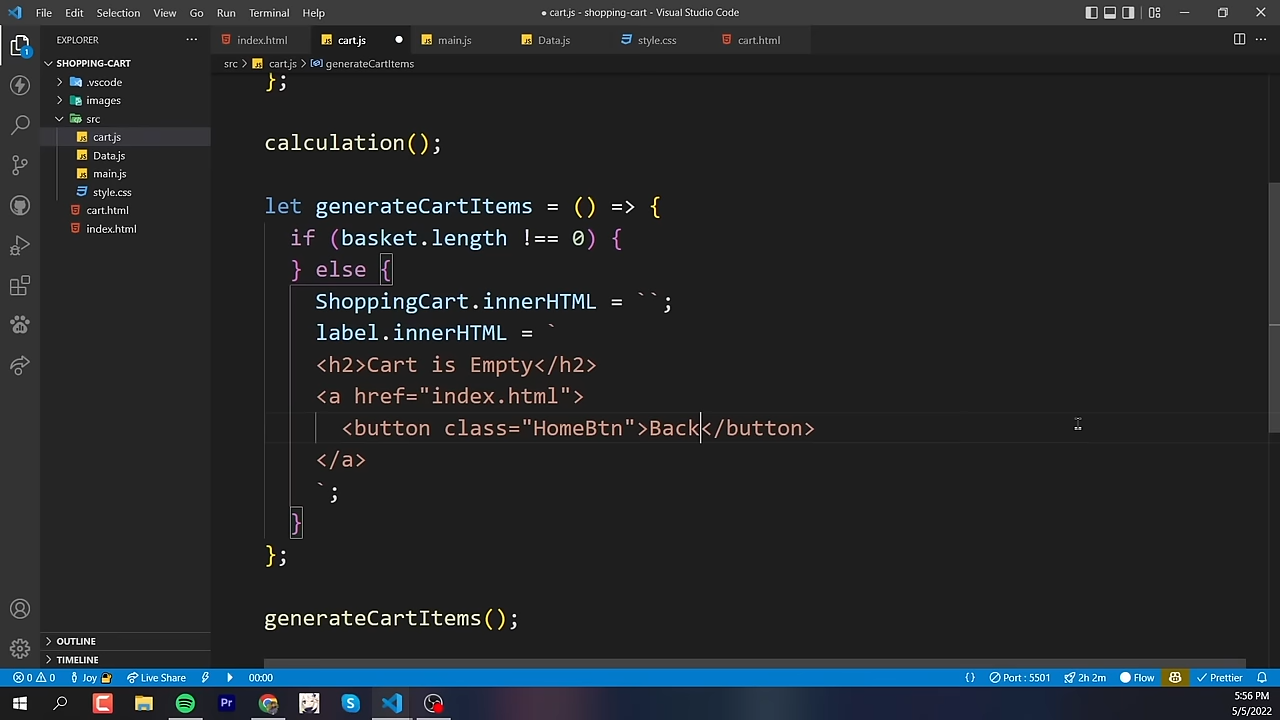 File Edit Selection View Go Run Terminal Help
● cart.js - shopping-cart - Visual Studio Code
EXPLORER
index.html
cart.js
main.js
Data.js
style.css
cart.html
SHOPPING-CART
src > cart.js > generateCartItems
.vscode
images
src
cart.js
Data.js
main.js
style.css
cart.html
index.html
};
calculation();
let generateCartItems = () => {
if (basket.length !== 0) {
} else {
ShoppingCart.innerHTML = ``;
label.innerHTML = `
<h2>Cart is Empty</h2>
<a href="index.html">
<button class="HomeBtn">Back</button>
</a>
`;
}
};
generateCartItems();
OUTLINE
TIMELINE
1
0 0 Joy Live Share 00:00 {} Port : 5501 2h 2m Flow Prettier
Pr
5:56 PM
5/5/2022